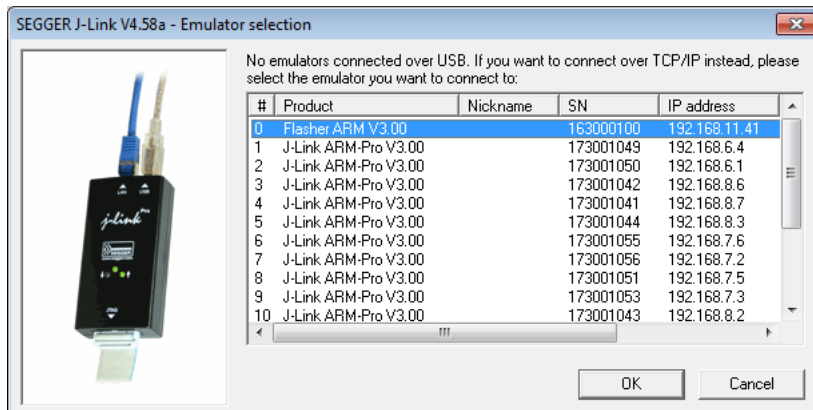 SEGGER J-Link V4.58a - Emulator selection
No emulators connected over USB. If you want to connect over TCP/IP instead, please
select the emulator you want to connect to:
# Product Nickname SN IP address
0 Flasher ARM V3.00 163000100 192.168.11.41
1 J-Link ARM-Pro V3.00 173001049 192.168.6.4
2 J-Link ARM-Pro V3.00 173001050 192.168.6.1
3 J-Link ARM-Pro V3.00 173001042 192.168.8.6
4 J-Link ARM-Pro V3.00 173001041 192.168.8.7
5 J-Link ARM-Pro V3.00 173001044 192.168.8.3
6 J-Link ARM-Pro V3.00 173001055 192.168.7.6
7 J-Link ARM-Pro V3.00 173001056 192.168.7.2
8 J-Link ARM-Pro V3.00 173001051 192.168.7.5
9 J-Link ARM-Pro V3.00 173001053 192.168.7.3
10 J-Link ARM-Pro V3.00 173001043 192.168.8.2
LAN USB
j-link Pro
SEGGER
JTAG
OK Cancel